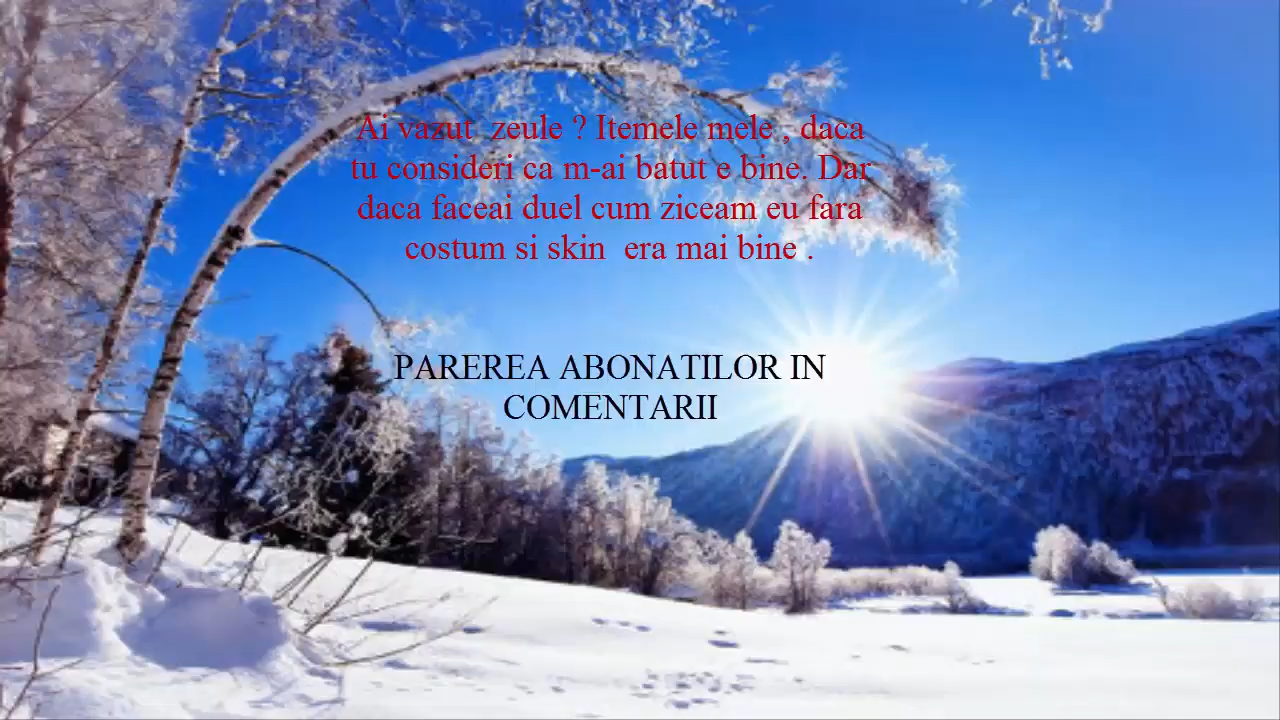 Ai vazut  zeule ? Itemele mele , daca
tu consideri ca m-ai batut e bine. Dar
daca faceai duel cum ziceam eu fara
costum si skin  era mai bine .
PAREREA ABONATILOR IN
COMENTARII